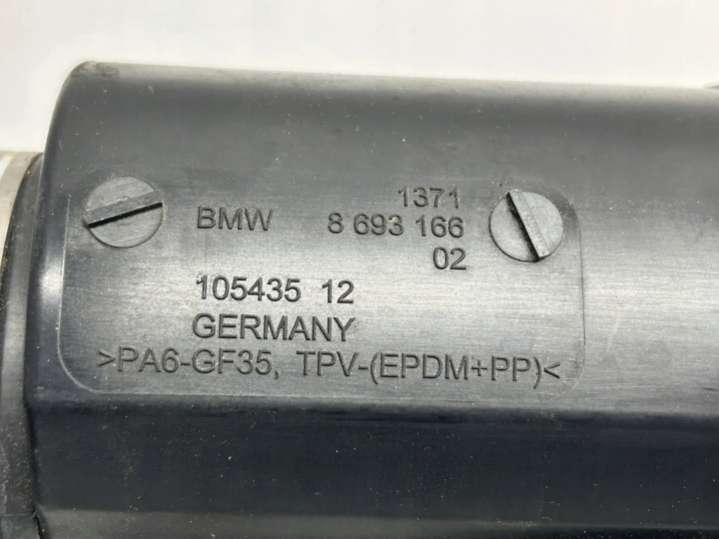 1371
BMW 8 693 166
02
105435 12
GERMANY
>PA6-GF35, TPV-(EPDM+PP)<